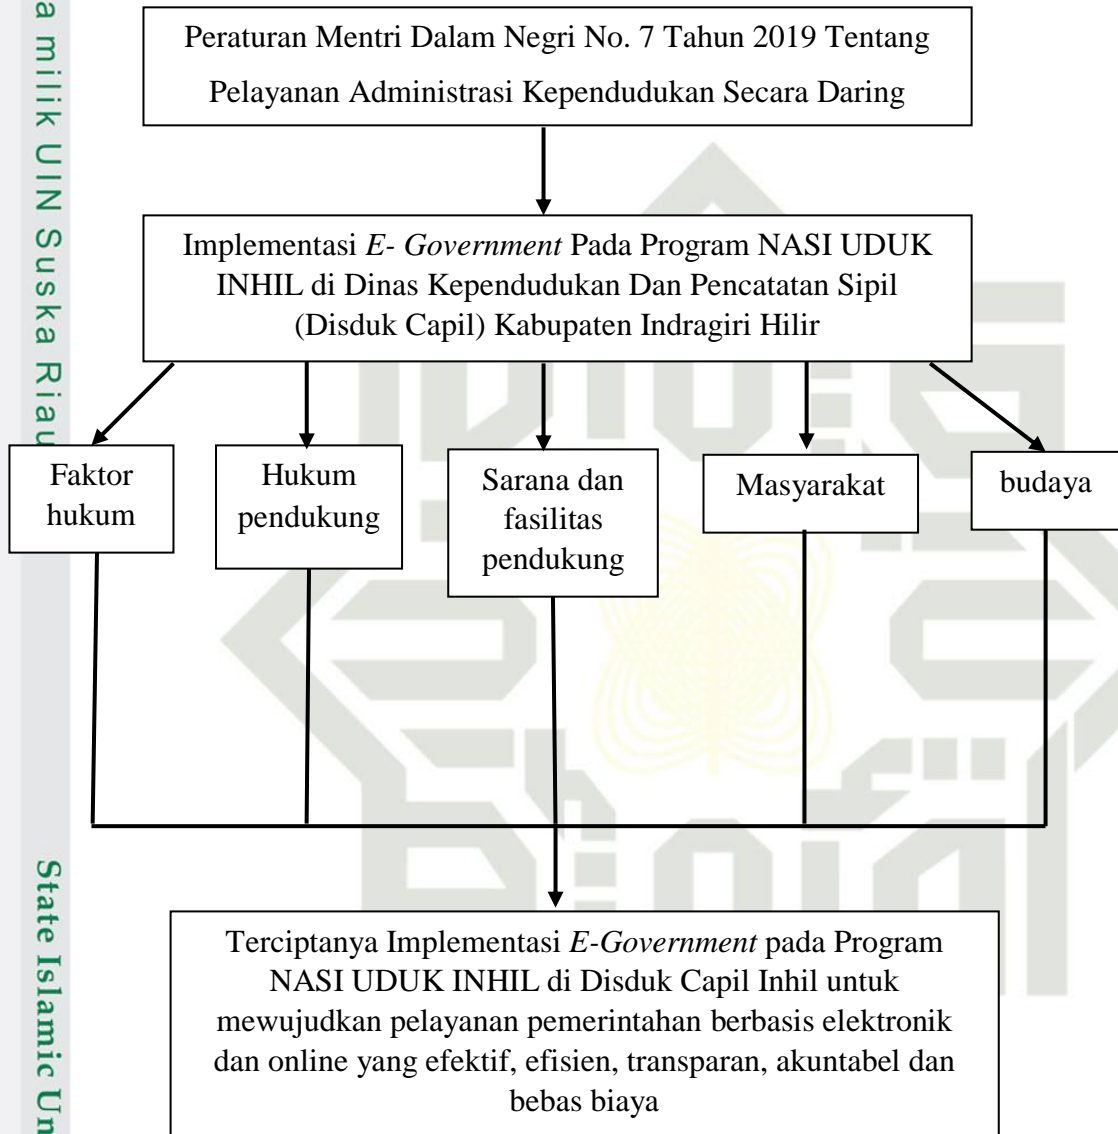 a milik UIN Suska Riau
State Islamic Un
Peraturan Mentri Dalam Negri No. 7 Tahun 2019 Tentang
Pelayanan Administrasi Kependudukan Secara Daring
Implementasi E- Government Pada Program NASI UDUK
INHIL di Dinas Kependudukan Dan Pencatatan Sipil
(Disduk Capil) Kabupaten Indragiri Hilir
Faktor
hukum
Hukum
pendukung
Sarana dan
fasilitas
pendukung
Masyarakat
budaya
Terciptanya Implementasi E-Government pada Program
NASI UDUK INHIL di Disduk Capil Inhil untuk
mewujudkan pelayanan pemerintahan berbasis elektronik
dan online yang efektif, efisien, transparan, akuntabel dan
bebas biaya